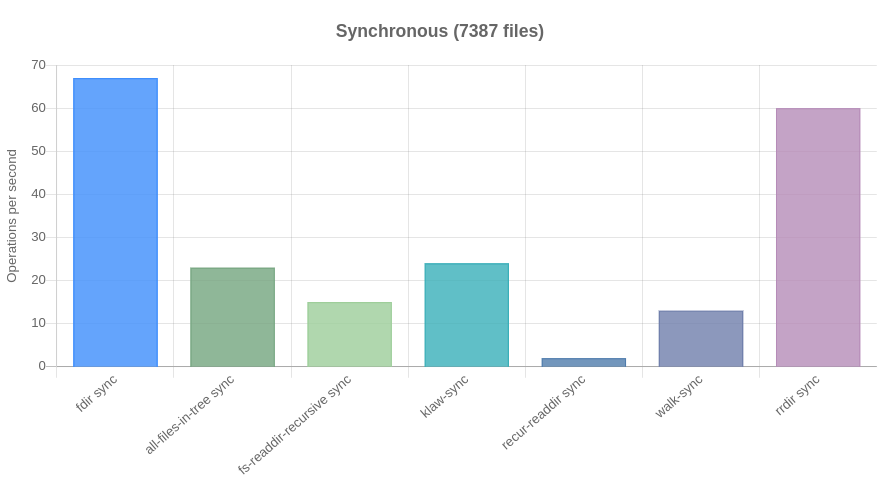 Synchronous (7387 files)
Operations per second
70
60
50
40
30
20
10
0
fdir sync
all-files-in-tree sync
fs-readdir-recursive sync
klaw-sync
recur-readdir sync
walk-sync
rrdir sync